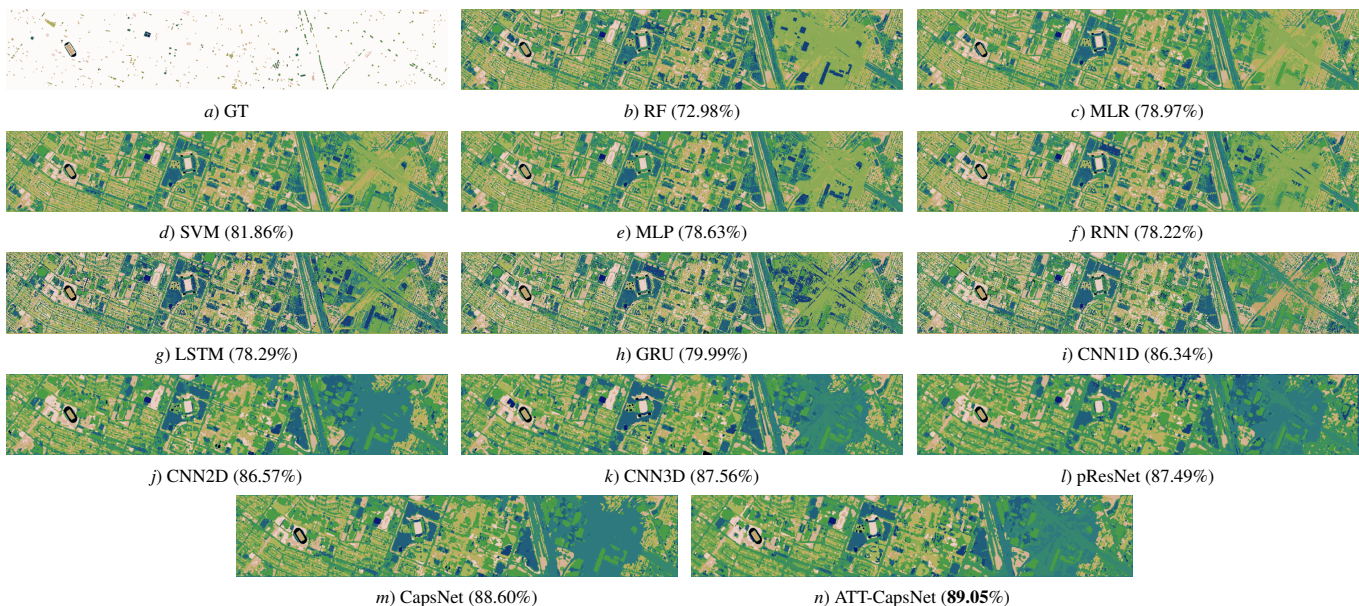 a) GT
b) RF (72.98%)
c) MLR (78.97%)
d) SVM (81.86%)
e) MLP (78.63%)
f) RNN (78.22%)
g) LSTM (78.29%)
h) GRU (79.99%)
i) CNN1D (86.34%)
j) CNN2D (86.57%)
k) CNN3D (87.56%)
l) pResNet (87.49%)
m) CapsNet (88.60%)
n) ATT-CapsNet (89.05%)